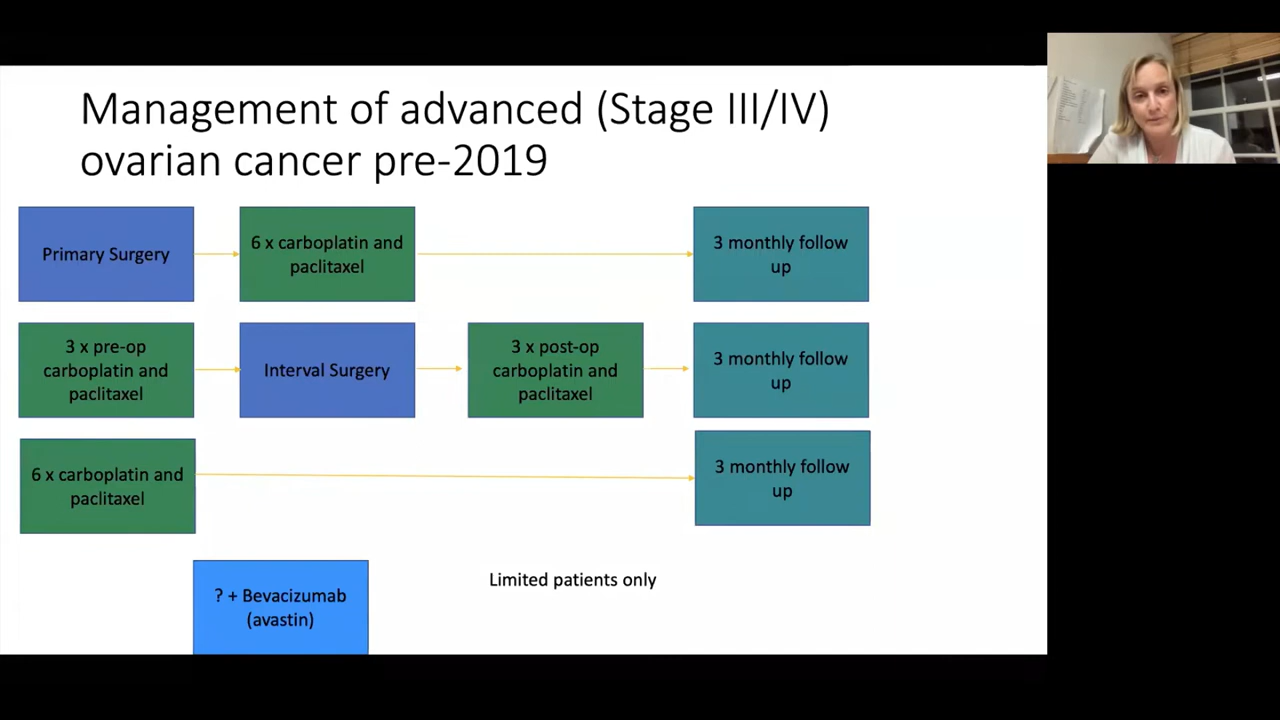 Management of advanced (Stage III/IV)
ovarian cancer pre-2019
Primary Surgery
6 x carboplatin and
paclitaxel
3 monthly follow
up
3 x pre-op
carboplatin and
paclitaxel
Interval Surgery
3 x post-op
carboplatin and
paclitaxel
3 monthly follow
up
6 x carboplatin and
paclitaxel
3 monthly follow
up
? + Bevacizumab
(avastin)
Limited patients only